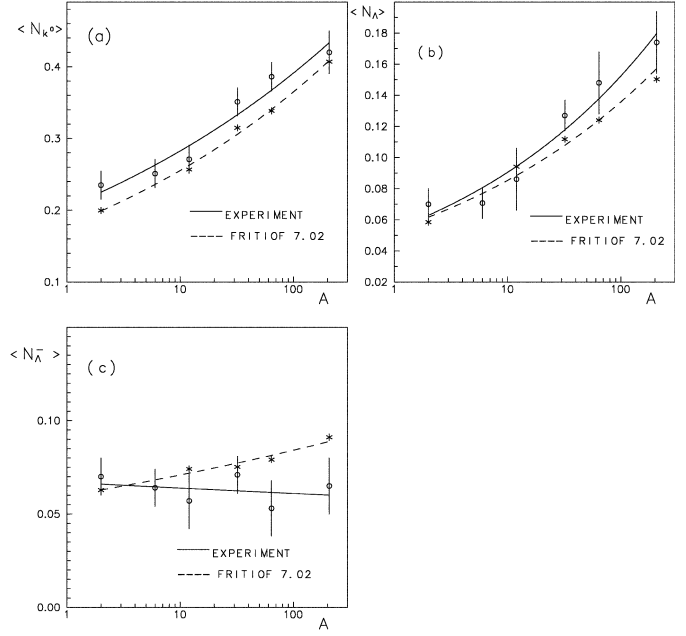 < N_k⁰ >
(a)
0.4
0.3
0.2
0.1
EXPERIMENT
FRITIOF 7.02
1
10
100
A
< N_Λ >
(b)
0.18
0.16
0.14
0.12
0.10
0.08
0.06
0.04
0.02
EXPERIMENT
FRITIOF 7.02
1
10
100
A
< N_Λ̄ >
(c)
0.10
0.05
0.00
EXPERIMENT
FRITIOF 7.02
1
10
100
A